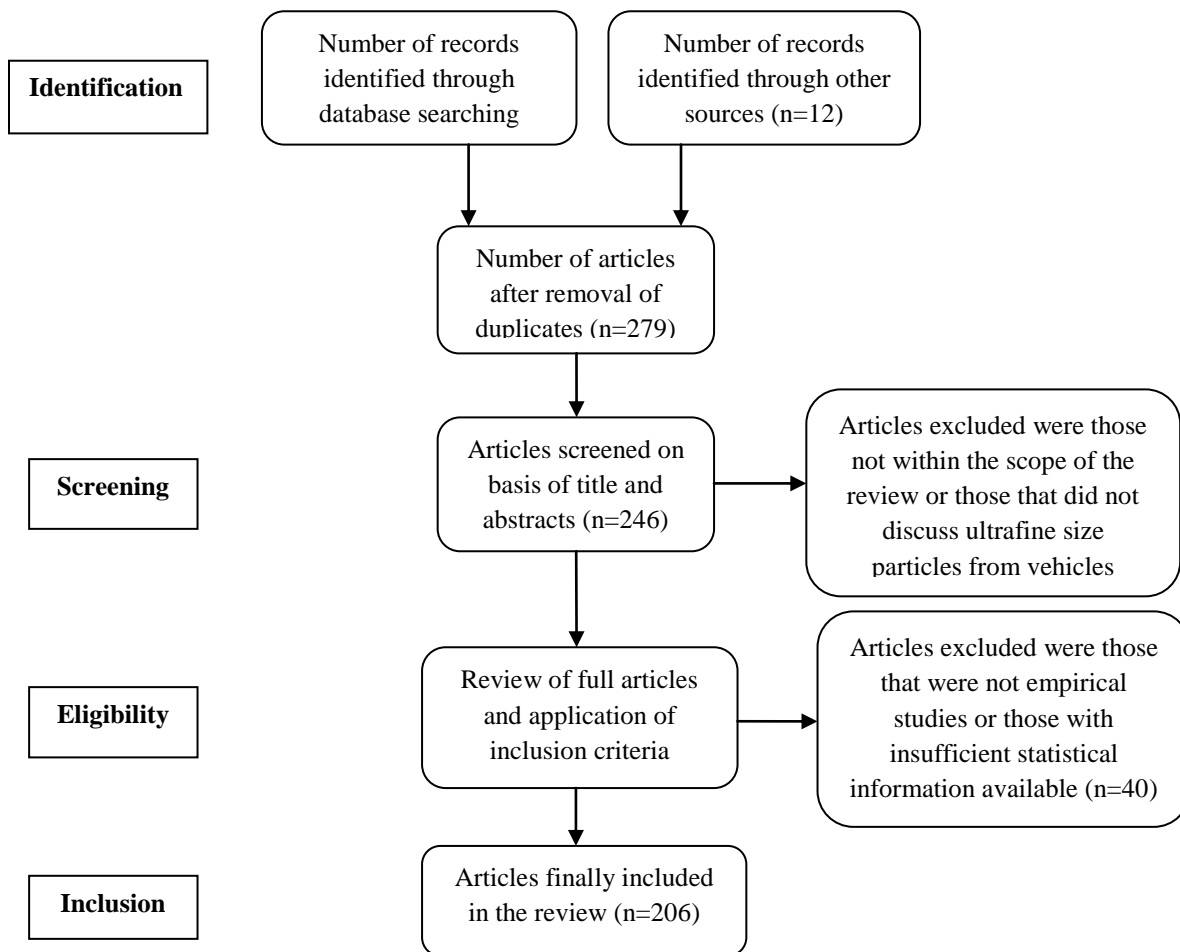 Identification
Number of records
identified through
database searching
Number of records
identified through other
sources (n=12)
Number of articles
after removal of
duplicates (n=279)
Screening
Articles screened on
basis of title and
abstracts (n=246)
Articles excluded were those
not within the scope of the
review or those that did not
discuss ultrafine size
particles from vehicles
Eligibility
Review of full articles
and application of
inclusion criteria
Articles excluded were those
that were not empirical
studies or those with
insufficient statistical
information available (n=40)
Inclusion
Articles finally included
in the review (n=206)